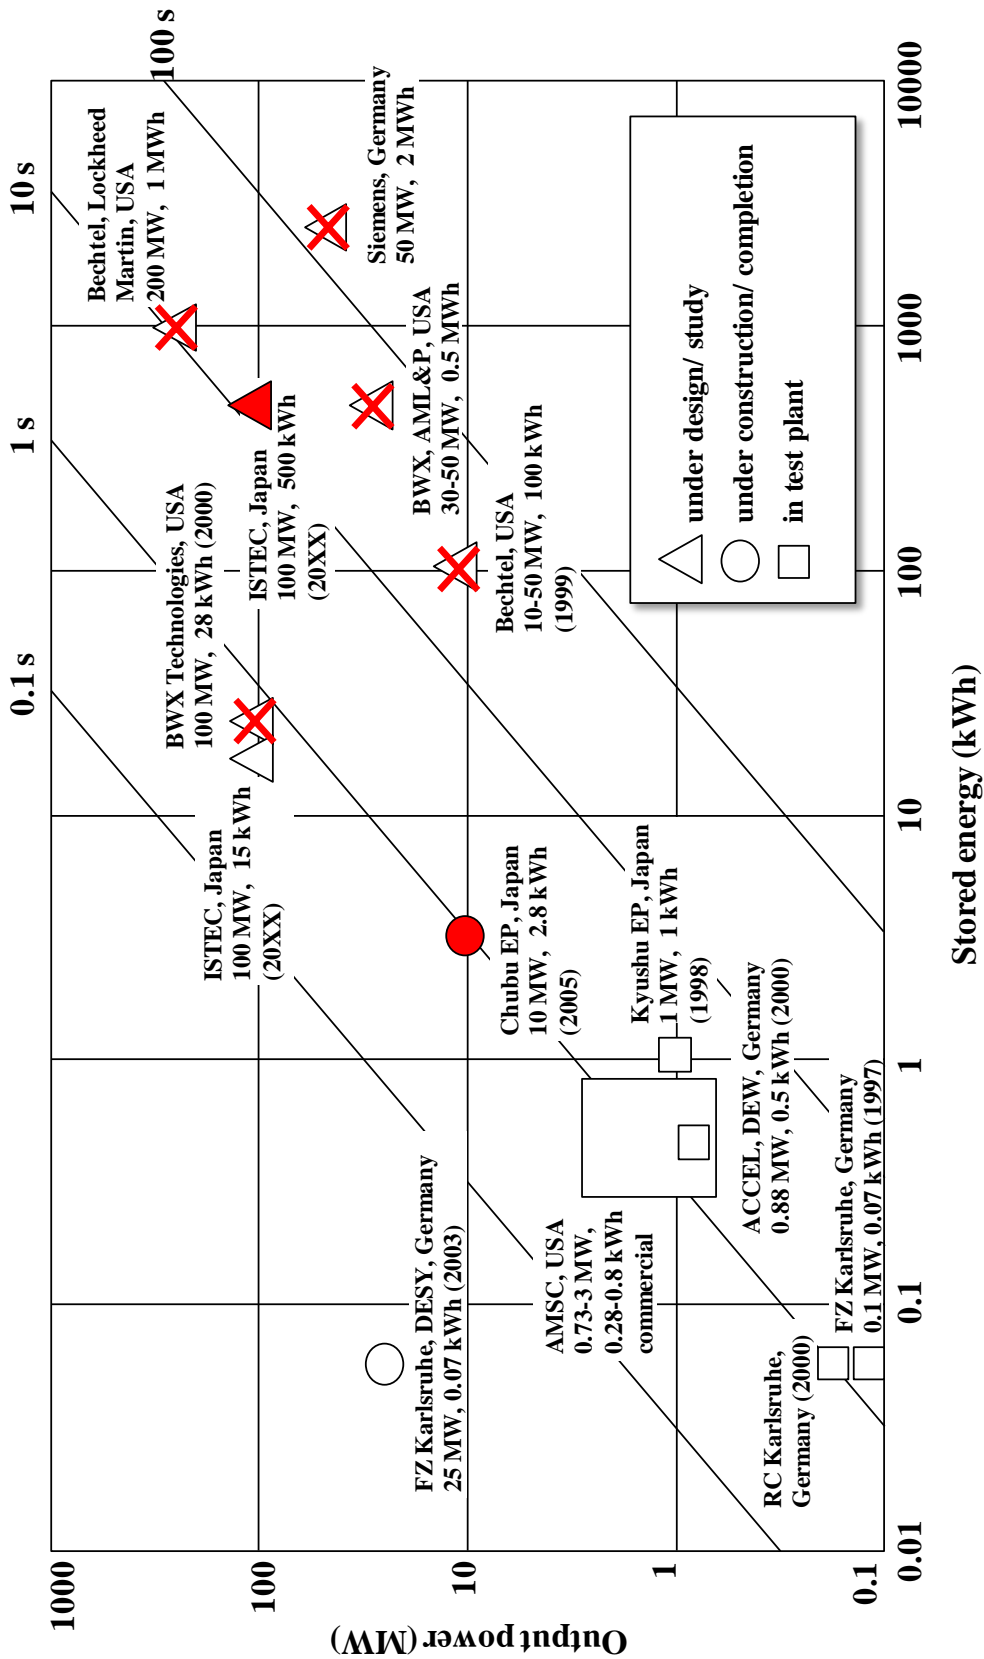 0.1 s
1 s
10 s
100 s
1000
100
10
1
0.1
Output power (MW)
Bechtel, Lockheed
Martin, USA
200 MW, 1 MWh
Siemens, Germany
50 MW, 2 MWh
BWX Technologies, USA
100 MW, 28 kWh (2000)
ISTEC, Japan
100 MW, 500 kWh
(20XX)
BWX, AML&P, USA
30-50 MW, 0.5 MWh
ISTEC, Japan
100 MW, 15 kWh
(20XX)
Bechtel, USA
10-50 MW, 100 kWh
(1999)
FZ Karlsruhe, DESY, Germany
25 MW, 0.07 kWh (2003)
Chubu EP, Japan
10 MW, 2.8 kWh
(2005)
AMSC, USA
0.73-3 MW,
0.28-0.8 kWh
commercial
Kyushu EP, Japan
1 MW, 1 kWh
(1998)
ACCEL, DEW, Germany
0.88 MW, 0.5 kWh (2000)
RC Karlsruhe,
Germany (2000)
FZ Karlsruhe, Germany
0.1 MW, 0.07 kWh (1997)
under design/ study
under construction/ completion
in test plant
0.01
0.1
1
10
100
1000
10000
Stored energy (kWh)